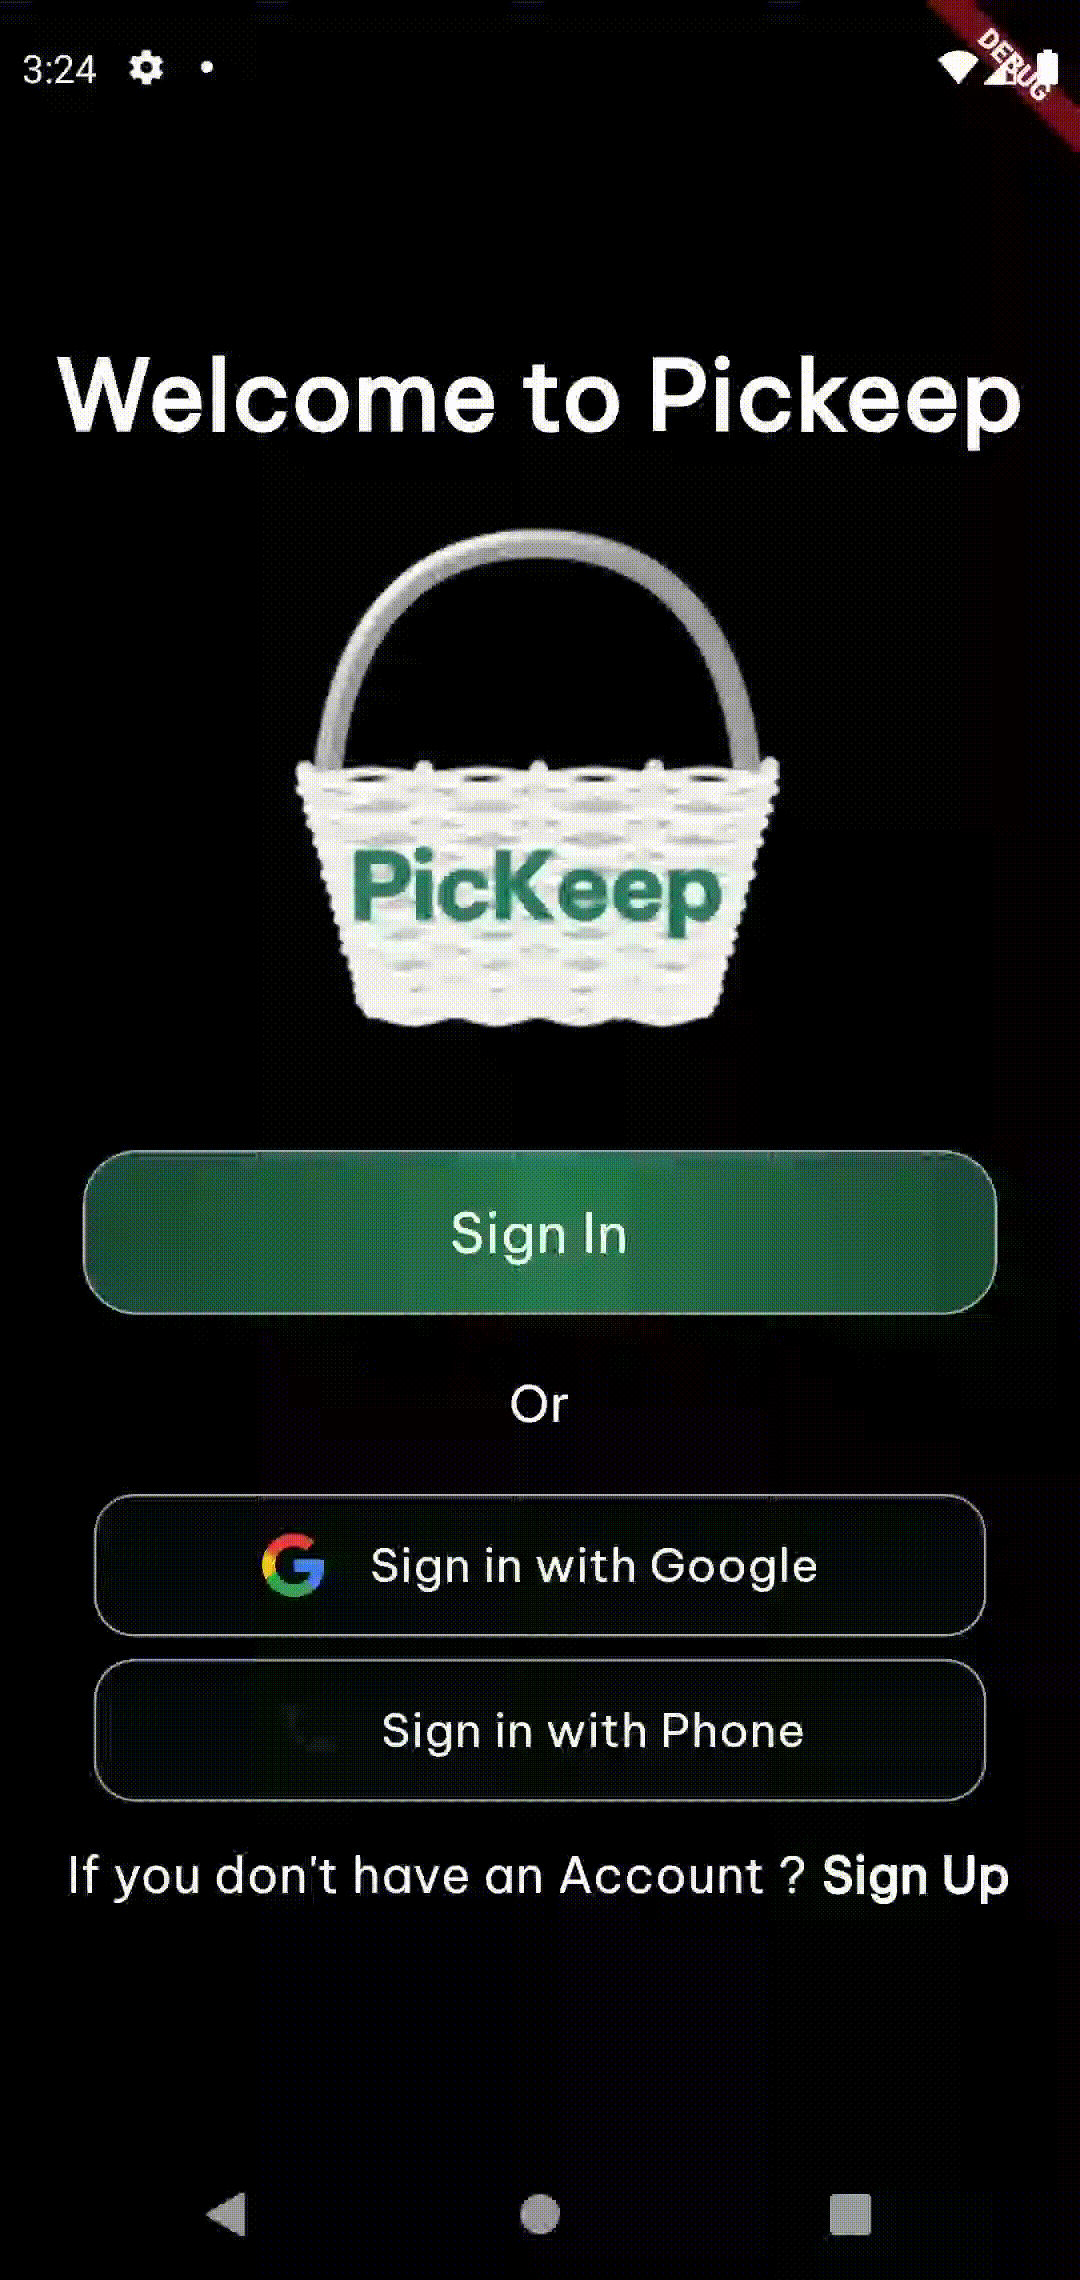 3:24
DEBUG
Welcome to Pickeep
PicKeep
Sign In
Or
Sign in with Google
Sign in with Phone
If you don't have an Account ? Sign Up